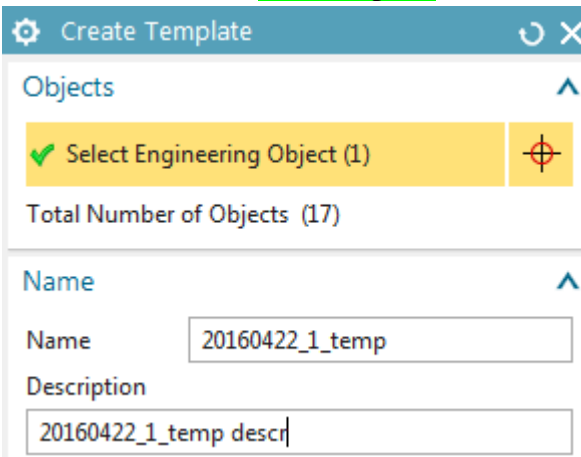 Create Template
Objects
Select Engineering Object (1)
Total Number of Objects (17)
Name
Name 20160422_1_temp
Description
20160422_1_temp descr